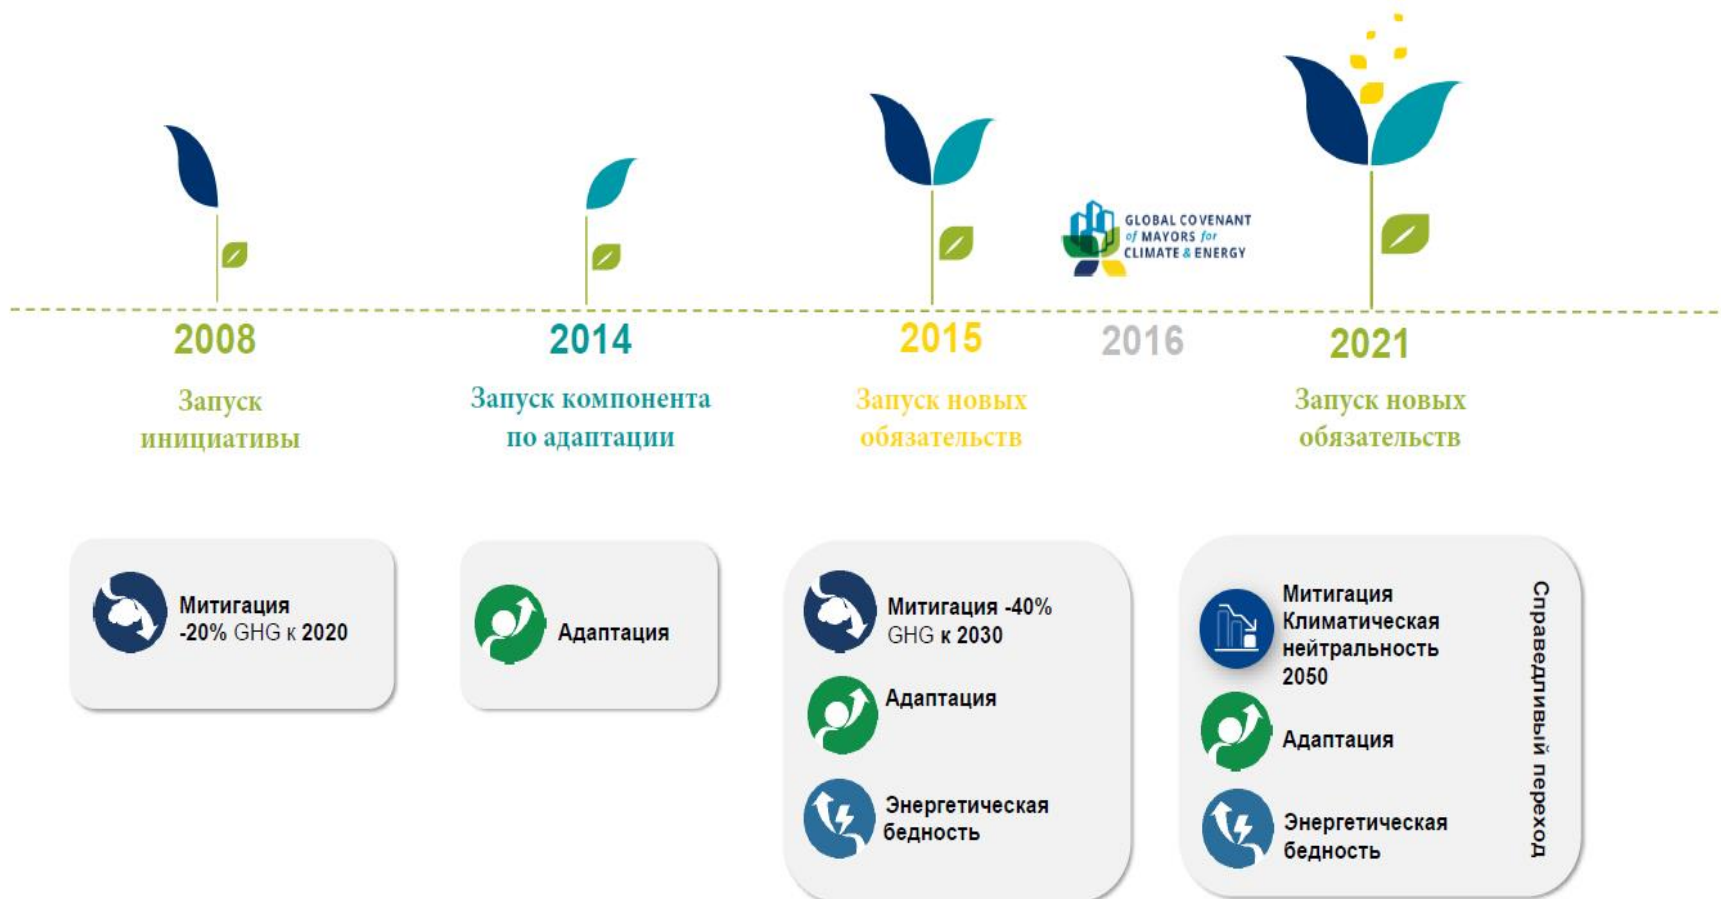 GLOBAL COVENANT
of MAYORS for
CLIMATE & ENERGY
2008
2014
2015
2016
2021
Запуск
инициативы
Запуск компонента
по адаптации
Запуск новых
обязательств
Запуск новых
обязательств
Митигация
-20% GHG к 2020
Адаптация
Митигация -40%
GHG к 2030
Адаптация
Энергетическая
бедность
Митигация
Климатическая
нейтральность
2050
Адаптация
Энергетическая
бедность
Справедливый переход